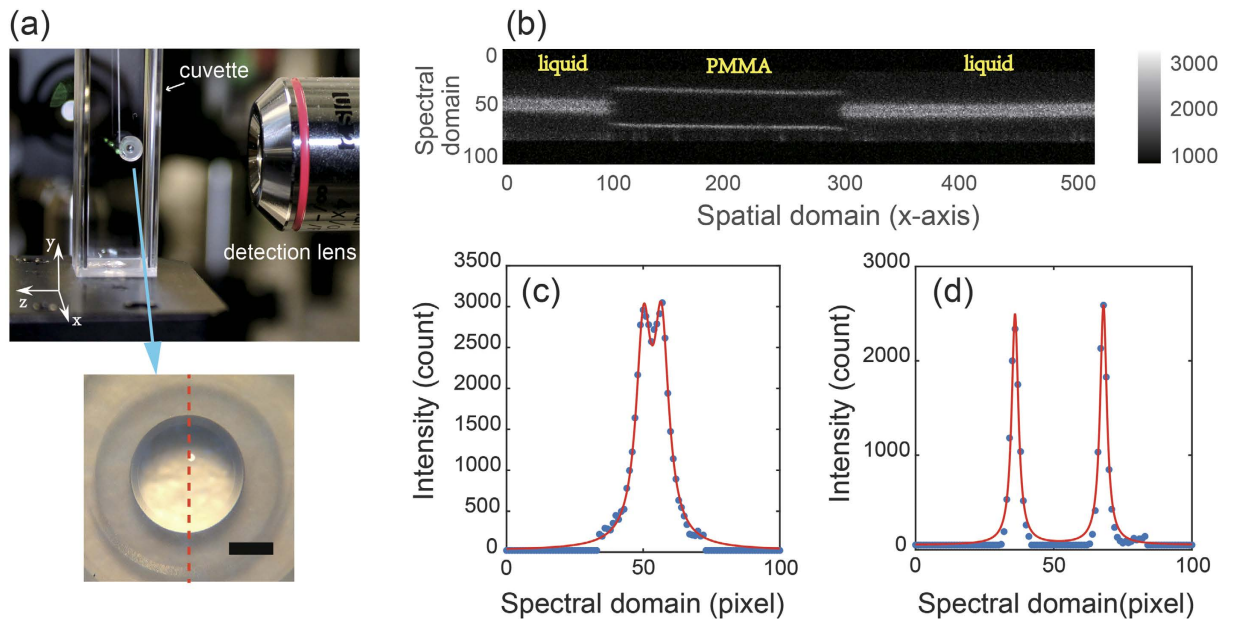 (a)
cuvette
detection lens
y
z
x
(b)
liquid
PMMA
liquid
Spectral
domain
0
50
100
0
100
200
300
400
500
Spatial domain (x-axis)
3000
2000
1000
(c)
Intensity (count)
3500
3000
2500
2000
1500
1000
500
0
0
50
100
Spectral domain (pixel)
(d)
Intensity (count)
3000
2000
1000
0
0
50
100
Spectral domain(pixel)